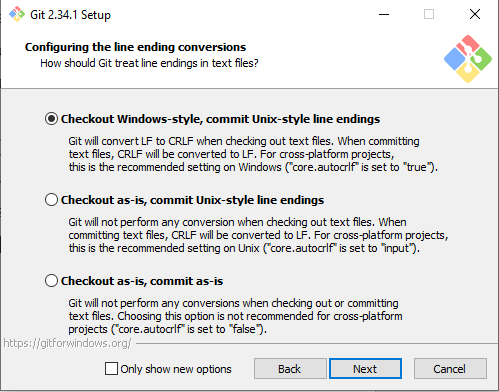 Git 2.34.1 Setup
Configuring the line ending conversions
How should Git treat line endings in text files?
Checkout Windows-style, commit Unix-style line endings
Git will convert LF to CRLF when checking out text files. When committing
text files, CRLF will be converted to LF. For cross-platform projects,
this is the recommended setting on Windows ("core.autocrlf" is set to "true").
Checkout as-is, commit Unix-style line endings
Git will not perform any conversion when checking out text files. When
committing text files, CRLF will be converted to LF. For cross-platform projects,
this is the recommended setting on Unix ("core.autocrlf" is set to "input").
Checkout as-is, commit as-is
Git will not perform any conversions when checking out or committing
text files. Choosing this option is not recommended for cross-platform
projects ("core.autocrlf" is set to "false").
https://gitforwindows.org/
Only show new options
Back
Next
Cancel